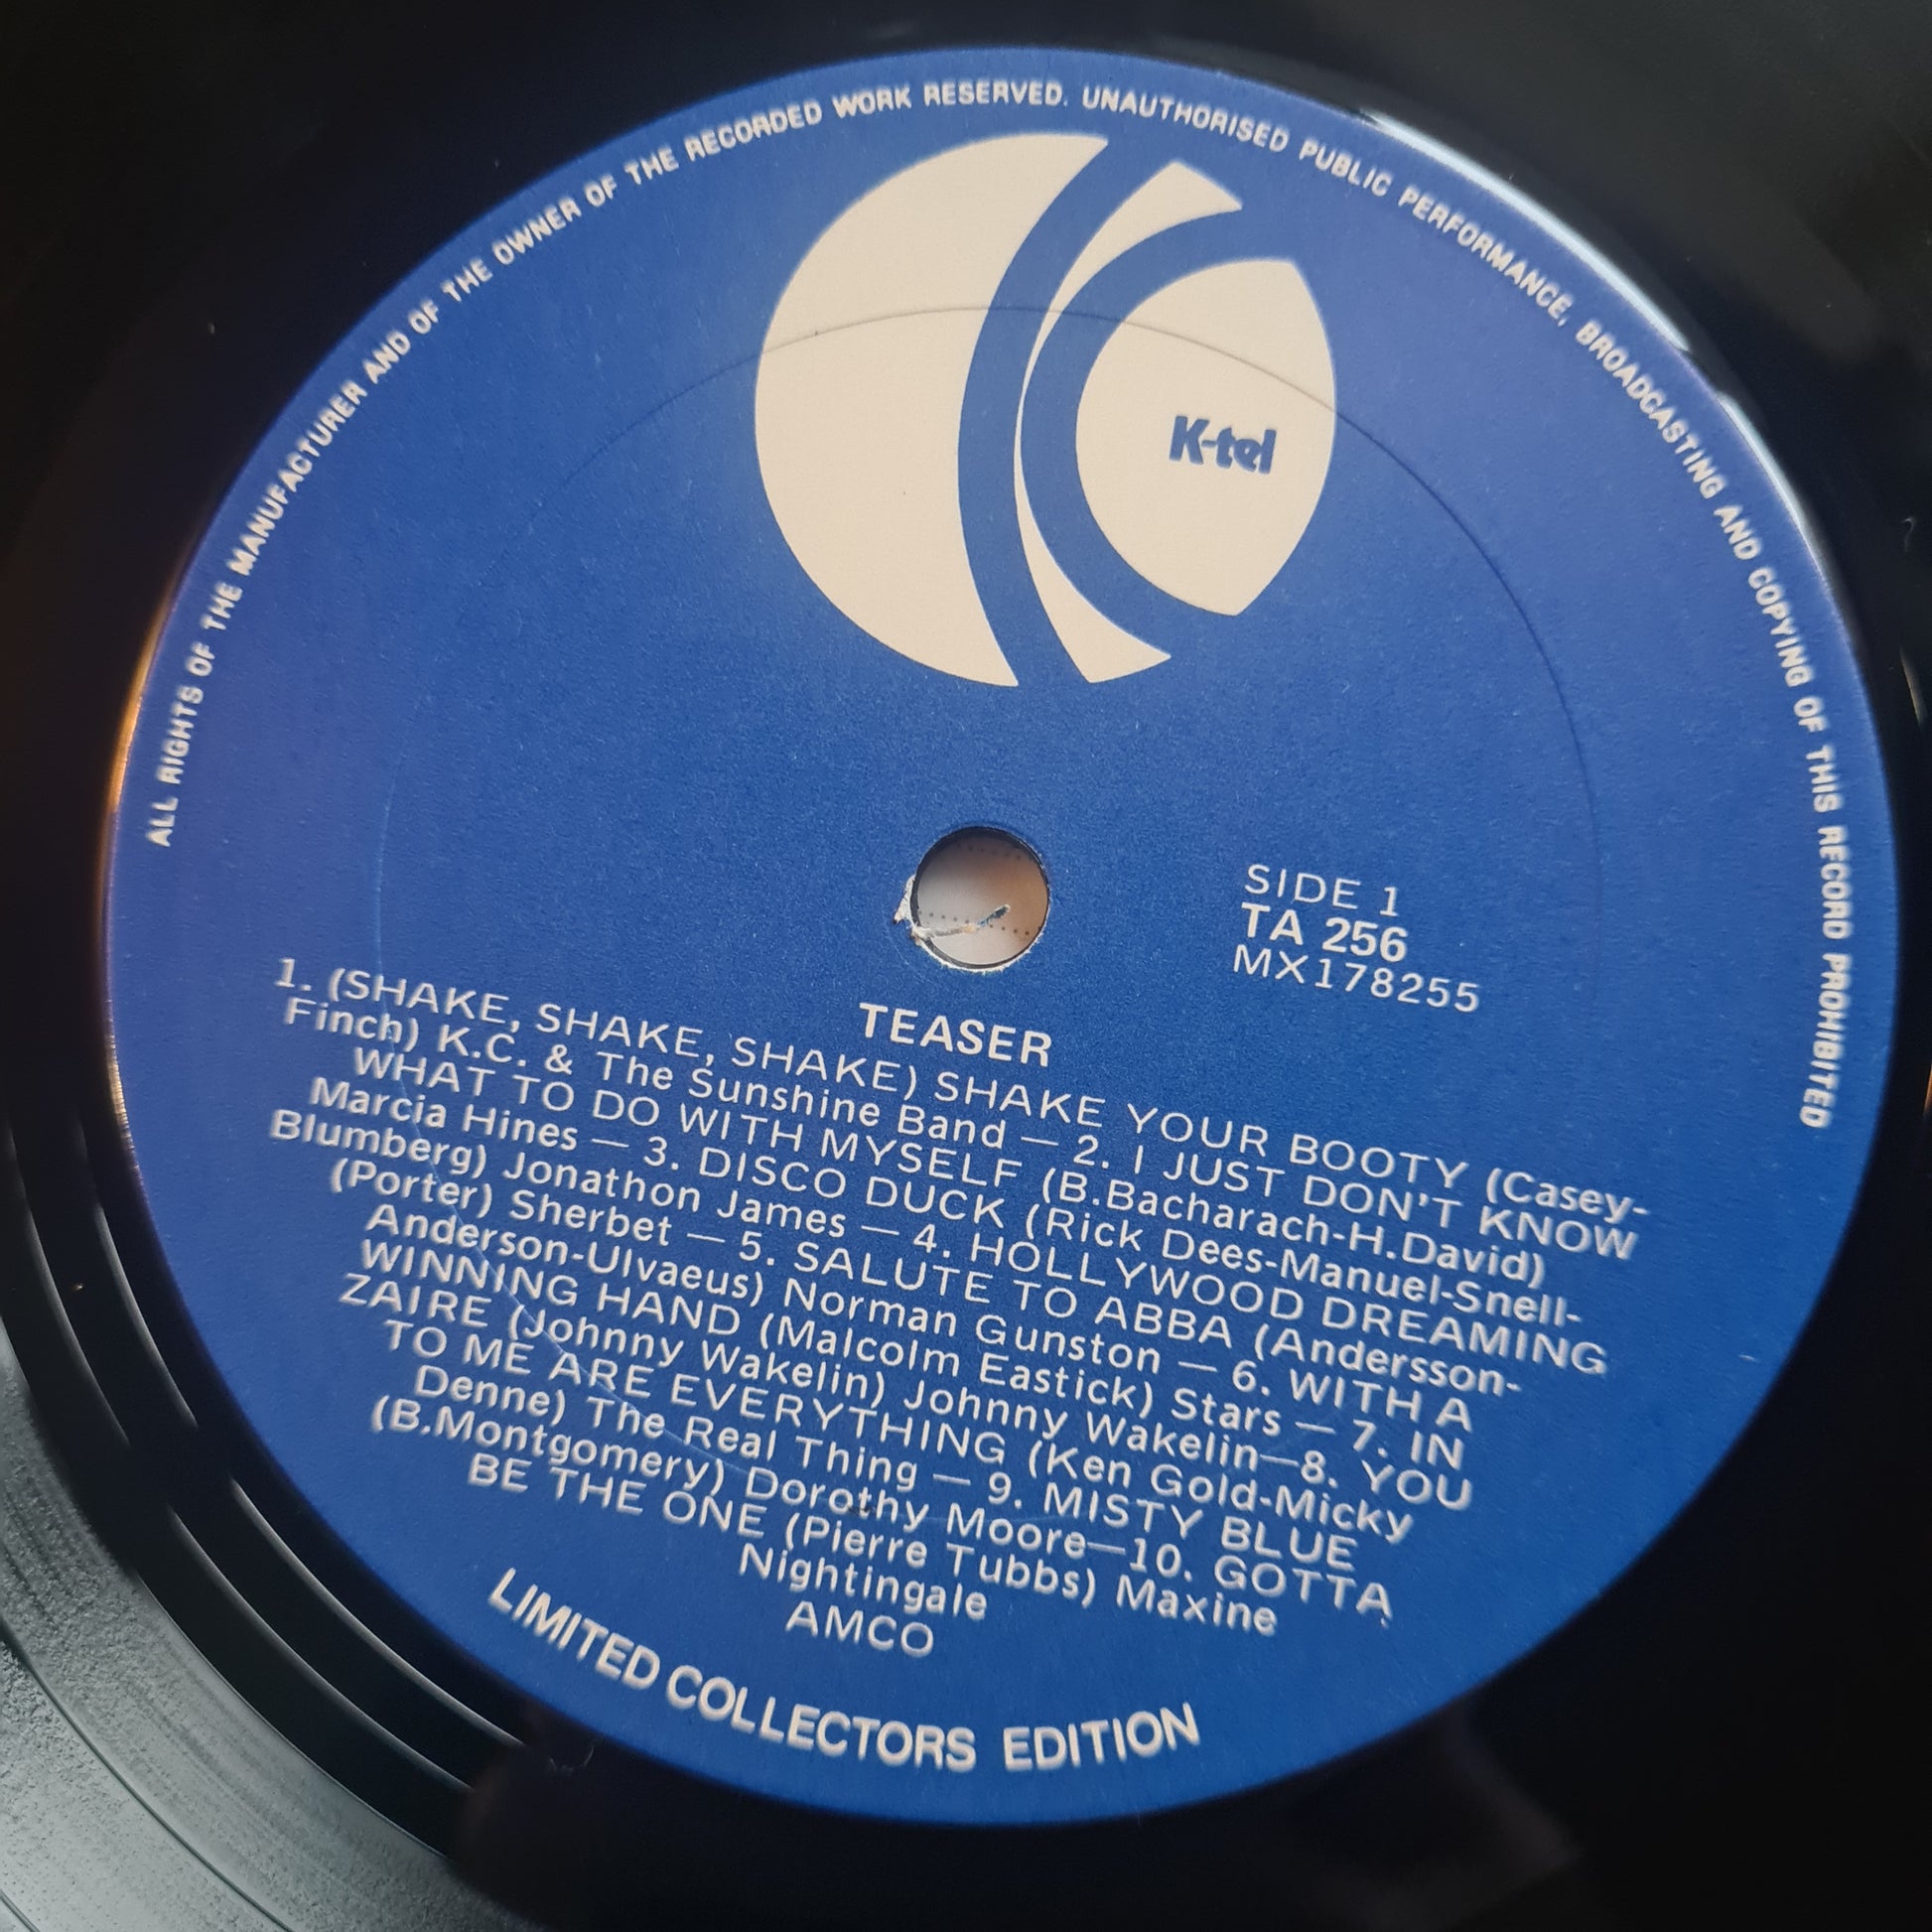 ALL RIGHTS OF THE MANUFACTURER AND OF THE OWNER OF THE RECORDED WORK RESERVED. UNAUTHORISED PUBLIC PERFORMANCE, BROADCASTING AND COPYING OF THIS RECORD PROHIBITED
K-tel
SIDE 1
TA 256
MX178255
TEASER
1. (SHAKE, SHAKE, SHAKE) SHAKE YOUR BOOTY (Casey-
Finch) K.C. & The Sunshine Band — 2. I JUST DON'T KNOW
WHAT TO DO WITH MYSELF (B.Bacharach-H.David)
Marcia Hines — 3. DISCO DUCK (Rick Dees-Manuel-Snell-
Blumberg) Jonathon James — 4. HOLLYWOOD DREAMING
(Porter) Sherbet — 5. SALUTE TO ABBA (Andersson-
Anderson-Ulvaeus) Norman Gunston — 6. WITH A
WINNING HAND (Malcolm Eastick) Stars — 7. IN
ZAIRE (Johnny Wakelin) Johnny Wakelin—8. YOU
TO ME ARE EVERYTHING (Ken Gold-Micky
Denne) The Real Thing — 9. MISTY BLUE
(B.Montgomery) Dorothy Moore—10. GOTTA
BE THE ONE (Pierre Tubbs) Maxine
Nightingale
AMCO
LIMITED COLLECTORS EDITION